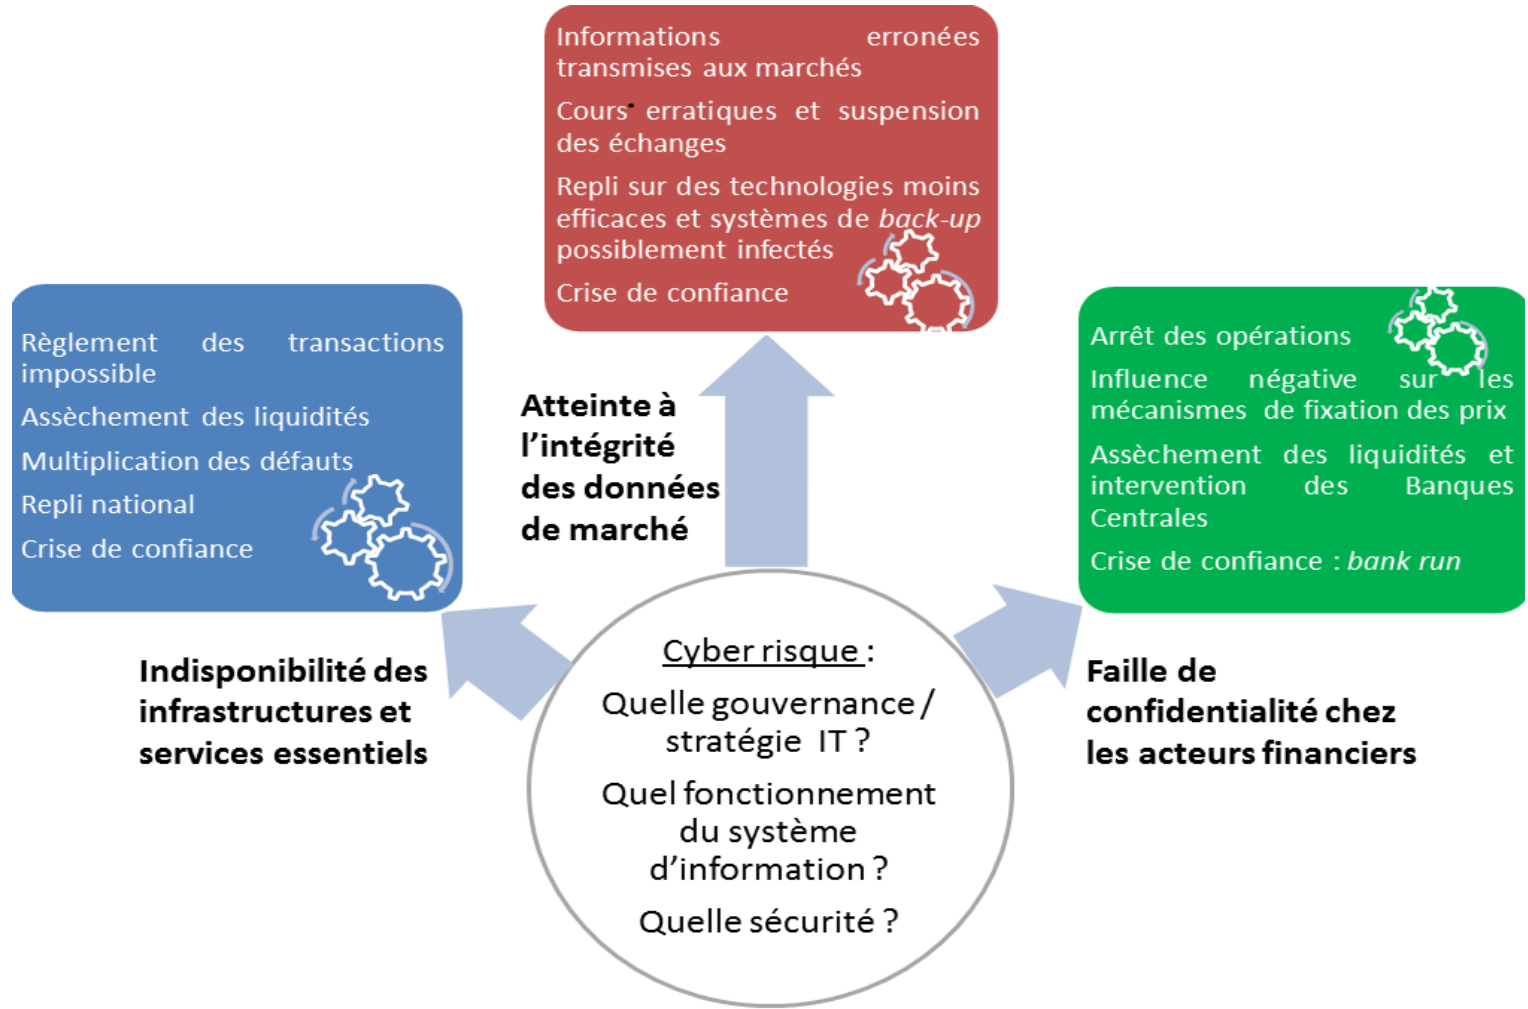 Informations erronées
transmises aux marchés
Cours erratiques et suspension
des échanges
Repli sur des technologies moins
efficaces et systèmes de back-up
possiblement infectés
Crise de confiance
Règlement des transactions
impossible
Assèchement des liquidités
Multiplication des défauts
Repli national
Crise de confiance
Arrêt des opérations
Influence négative sur les
mécanismes de fixation des prix
Assèchement des liquidités et
intervention des Banques
Centrales
Crise de confiance : bank run
Atteinte à
l’intégrité
des données
de marché
Indisponibilité des
infrastructures et
services essentiels
Faille de
confidentialité chez
les acteurs financiers
Cyber risque :
Quelle gouvernance /
stratégie IT ?
Quel fonctionnement
du système
d’information ?
Quelle sécurité ?